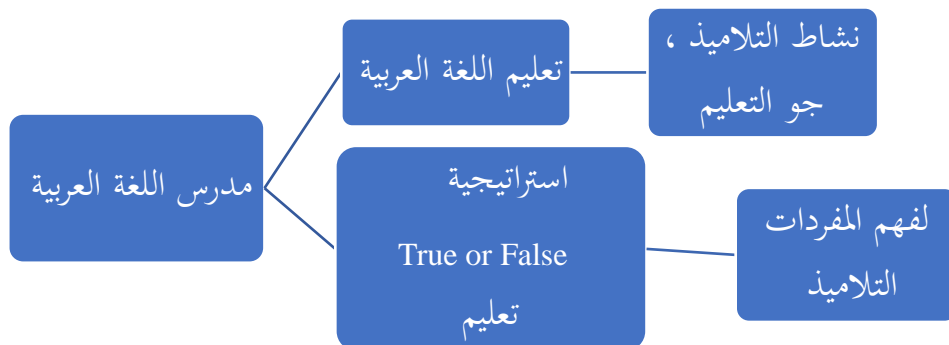 نشاط التلاميذ ،
جو التعليم
تعليم اللغة العربية
مدرس اللغة العربية
استراتيجية
True or False
تعليم
لفهم المفردات
التلاميذ